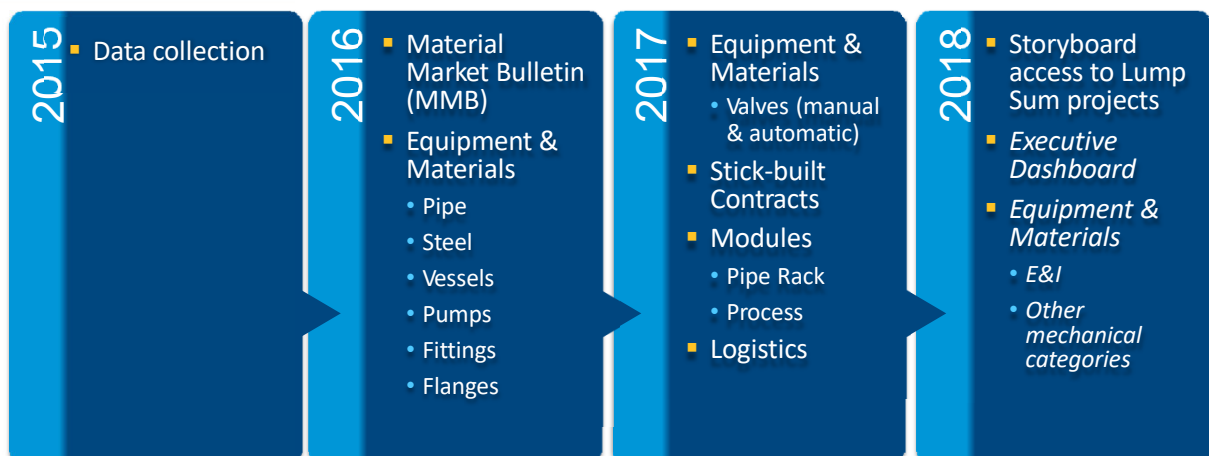 2015
▪ Data collection
2016
▪ Material
Market Bulletin
(MMB)
▪ Equipment &
Materials
• Pipe
• Steel
• Vessels
• Pumps
• Fittings
• Flanges
2017
▪ Equipment &
Materials
• Valves (manual
& automatic)
▪ Stick-built
Contracts
▪ Modules
• Pipe Rack
• Process
▪ Logistics
2018
▪ Storyboard
access to Lump
Sum projects
▪ Executive
Dashboard
▪ Equipment &
Materials
• E&I
• Other
mechanical
categories